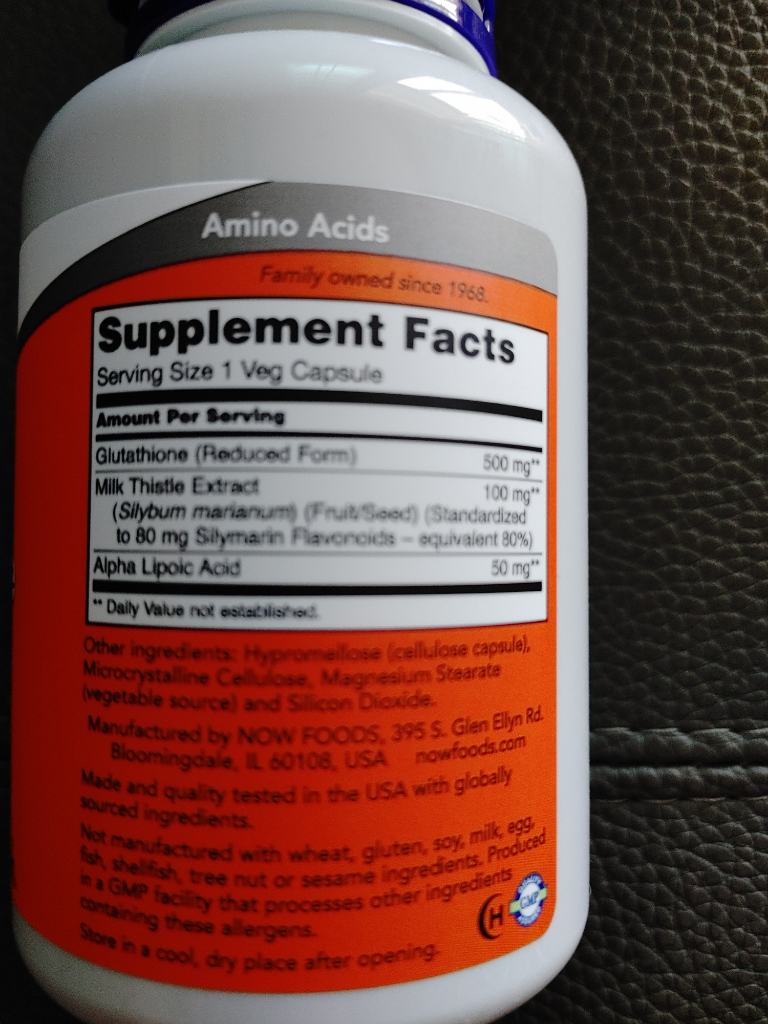 Amino Acids
Family owned since 1968.
Supplement Facts
Serving Size 1 Veg Capsule
Amount Per Serving
Glutathione (Reduced Form) 500 mg**
Milk Thistle Extract 100 mg**
(Silybum marianum) (Fruit/Seed) (Standardized
to 80 mg Silymarin Flavonoids – equivalent 80%)
Alpha Lipoic Acid 50 mg**
** Daily Value not established.
Other ingredients: Hypromellose (cellulose capsule),
Microcrystalline Cellulose, Magnesium Stearate
(vegetable source) and Silicon Dioxide.
Manufactured by NOW FOODS, 395 S. Glen Ellyn Rd.
Bloomingdale, IL 60108, USA nowfoods.com
Made and quality tested in the USA with globally
sourced ingredients.
Not manufactured with wheat, gluten, soy, milk, egg,
fish, shellfish, tree nut or sesame ingredients. Produced
in a GMP facility that processes other ingredients
containing these allergens.
CH
GMP
Store in a cool, dry place after opening.